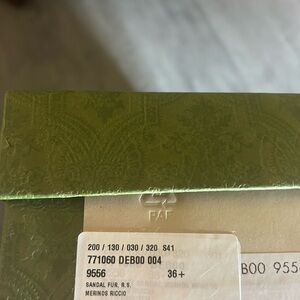 PAP
200 / 130 / 030 / 320 S41
771060 DEB00 004
9556 36+
SANDAL FUR, R.S.
MERINOS RICCIO
B00 955